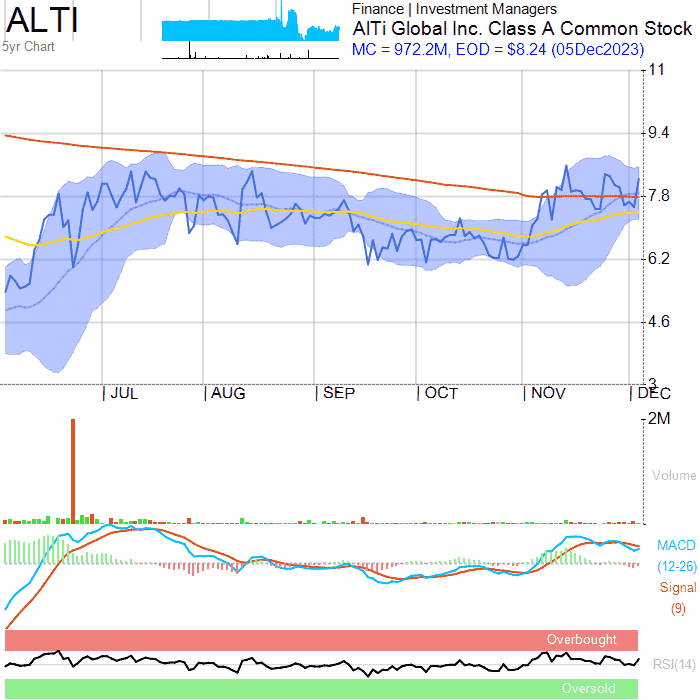 ALTI
5yr Chart
Finance | Investment Managers
AlTi Global Inc. Class A Common Stock
MC = 972.2M, EOD = $8.24 (05Dec2023)
11
9.4
7.8
6.2
4.6
3
JUL
AUG
SEP
OCT
NOV
DEC
2M
Volume
MACD
(12-26)
Signal
(9)
Overbought
RSI(14)
Oversold